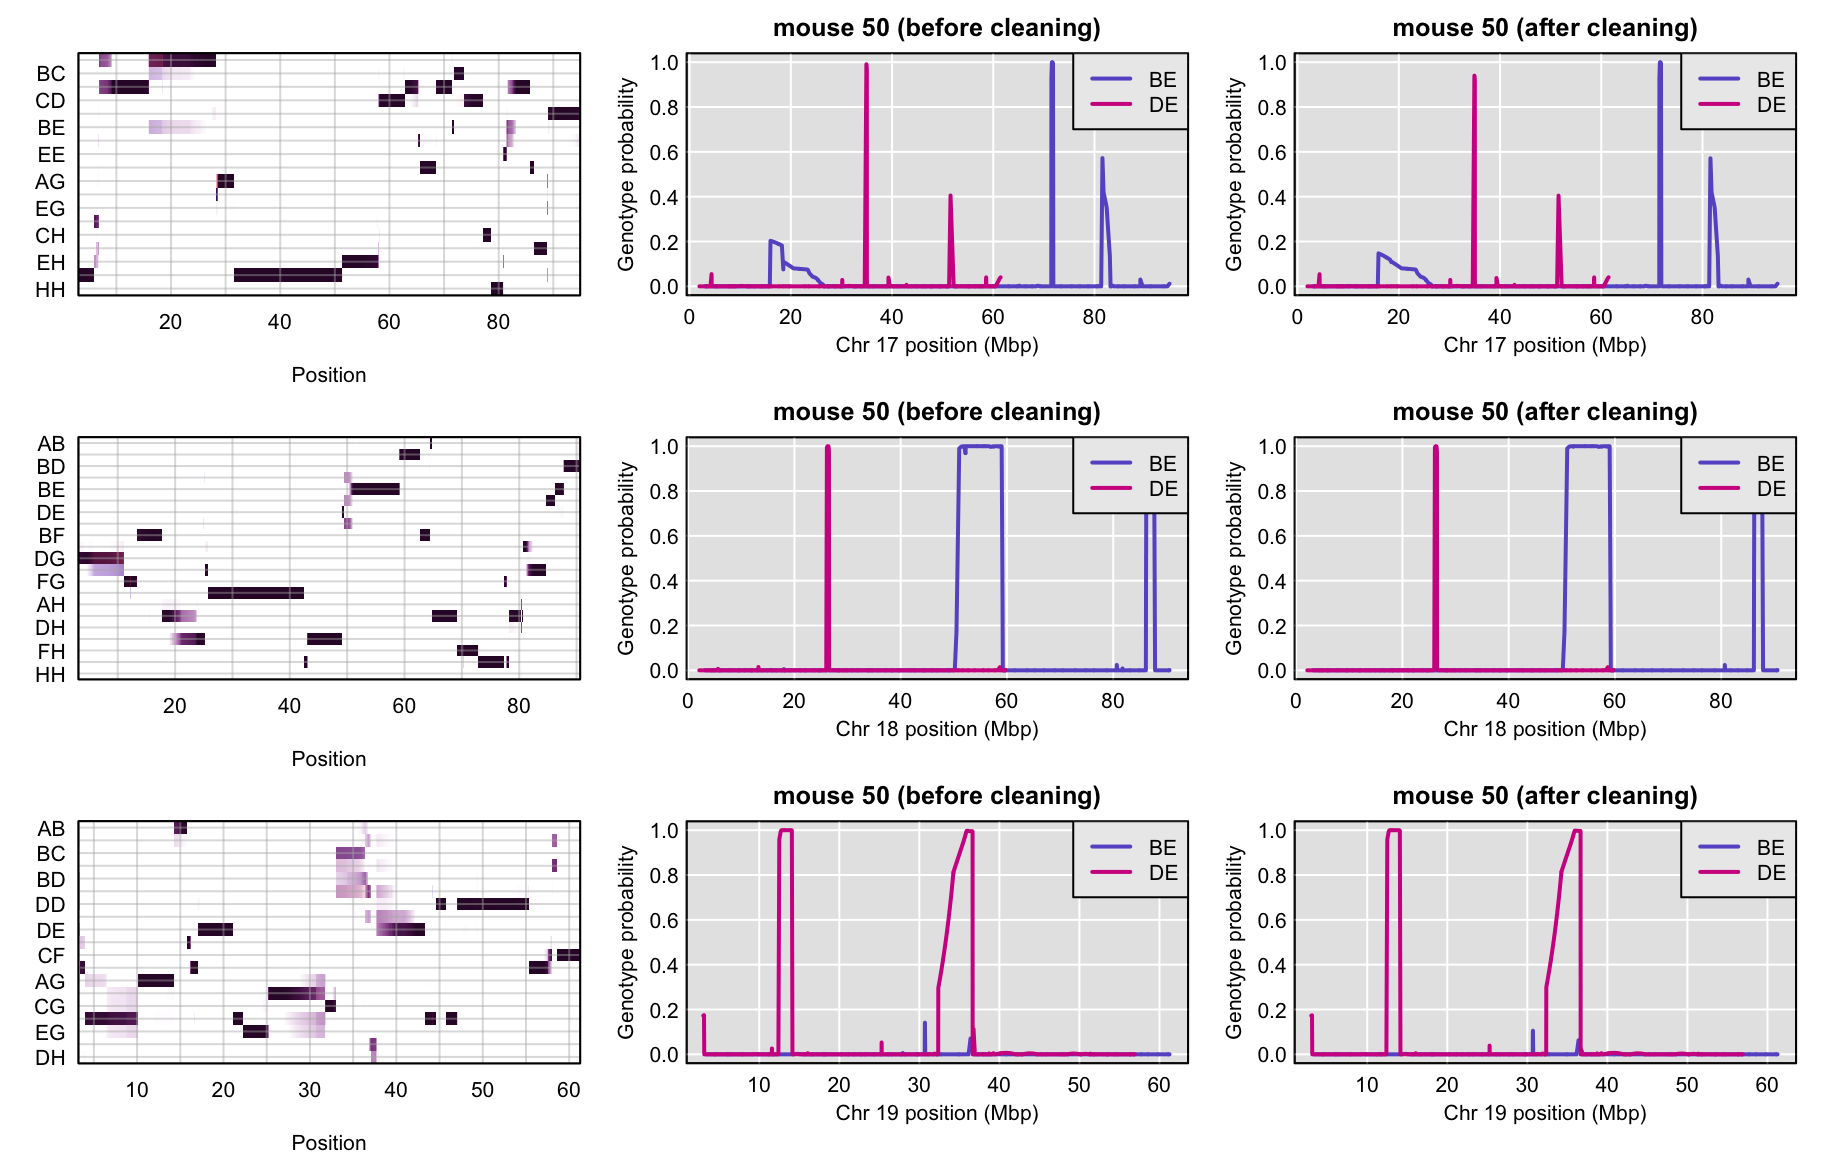 mouse 50 (before cleaning)
mouse 50 (after cleaning)
BC
CD
BE
EE
AG
EG
CH
EH
HH
20 40 60 80
Position
Genotype probability
1.0
0.8
0.6
0.4
0.2
0.0
BE
DE
0 20 40 60 80
Chr 17 position (Mbp)
Genotype probability
1.0
0.8
0.6
0.4
0.2
0.0
BE
DE
0 20 40 60 80
Chr 17 position (Mbp)
mouse 50 (before cleaning)
mouse 50 (after cleaning)
AB
BD
BE
DE
BF
DG
FG
AH
DH
FH
HH
20 40 60 80
Position
Genotype probability
1.0
0.8
0.6
0.4
0.2
0.0
BE
DE
0 20 40 60 80
Chr 18 position (Mbp)
Genotype probability
1.0
0.8
0.6
0.4
0.2
0.0
BE
DE
0 20 40 60 80
Chr 18 position (Mbp)
mouse 50 (before cleaning)
mouse 50 (after cleaning)
AB
BC
BD
DD
DE
CF
AG
CG
EG
DH
10 20 30 40 50 60
Position
Genotype probability
1.0
0.8
0.6
0.4
0.2
0.0
BE
DE
10 20 30 40 50 60
Chr 19 position (Mbp)
Genotype probability
1.0
0.8
0.6
0.4
0.2
0.0
BE
DE
10 20 30 40 50 60
Chr 19 position (Mbp)